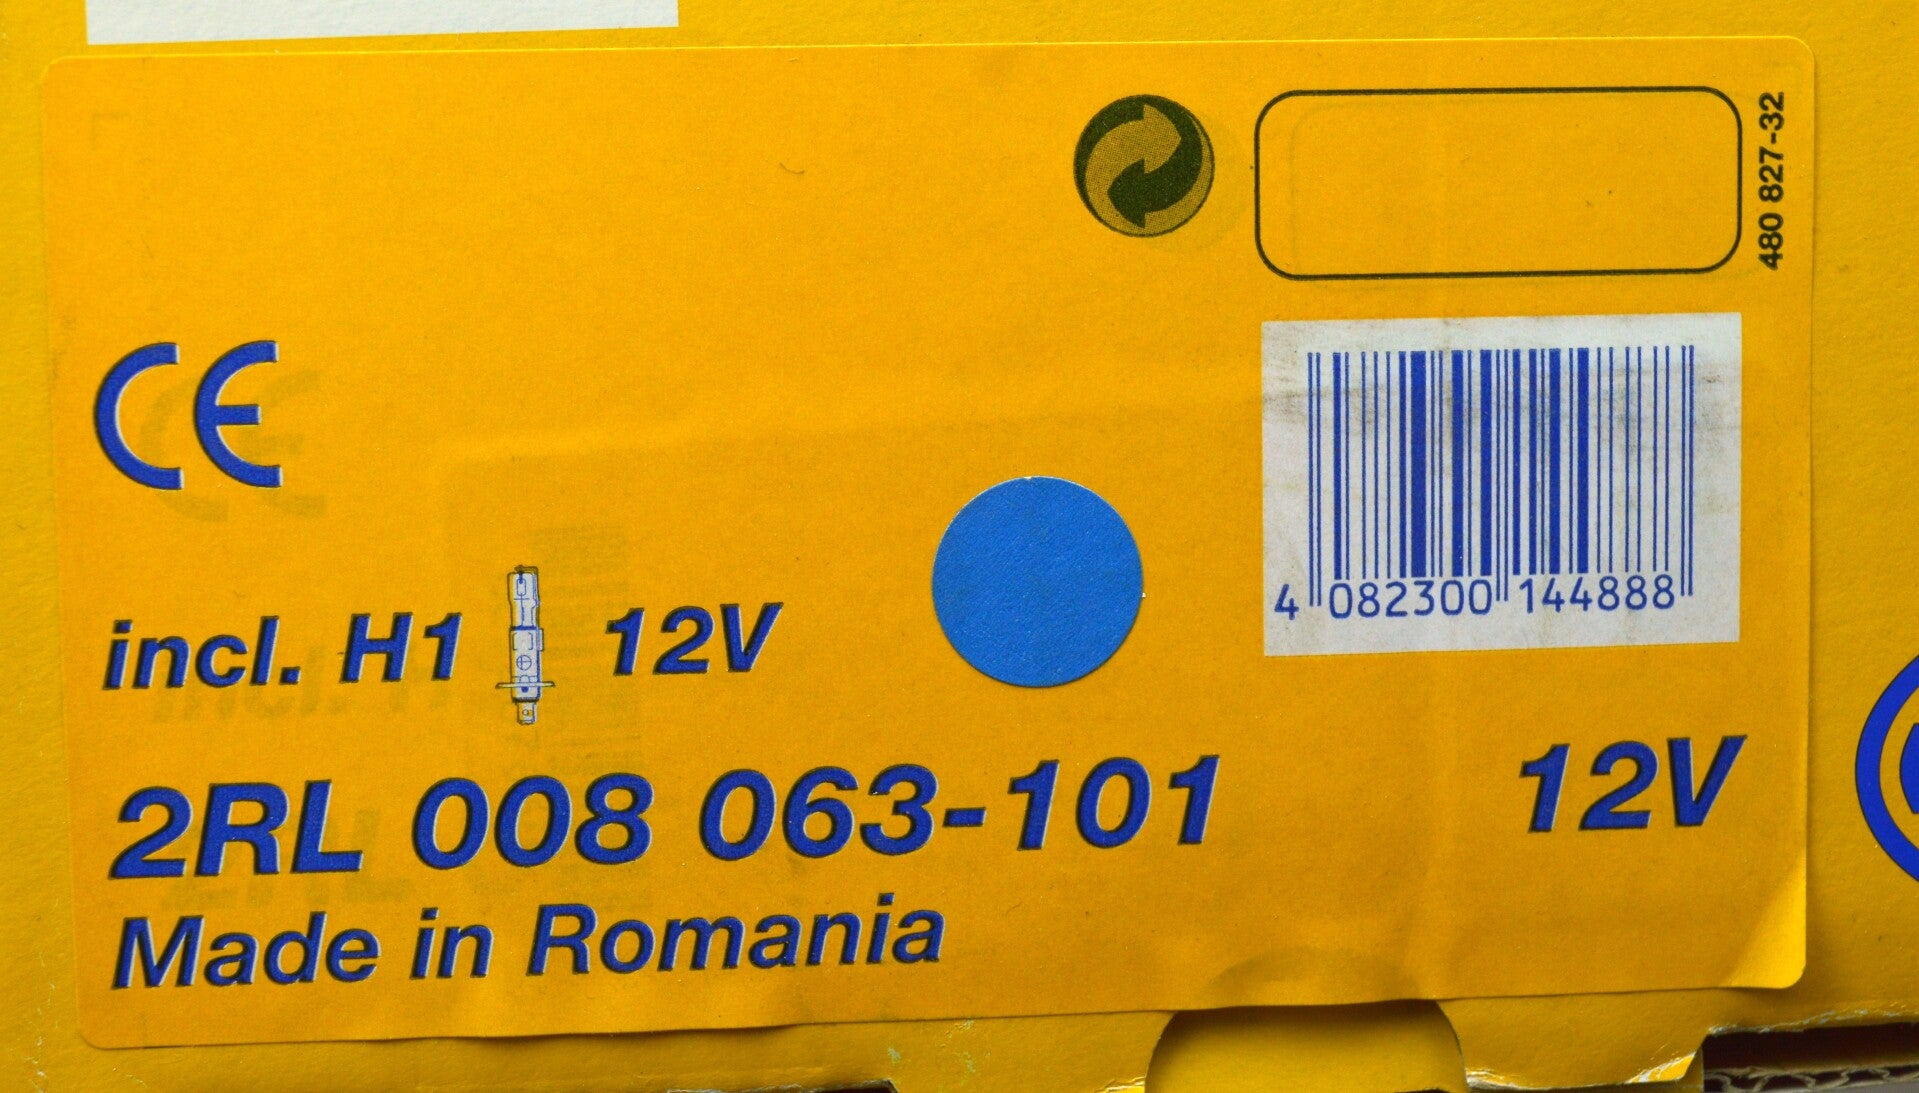 480 827-32
CE
4 082300 144888
incl. H1 12V
2RL 008 063-101 12V
Made in Romania